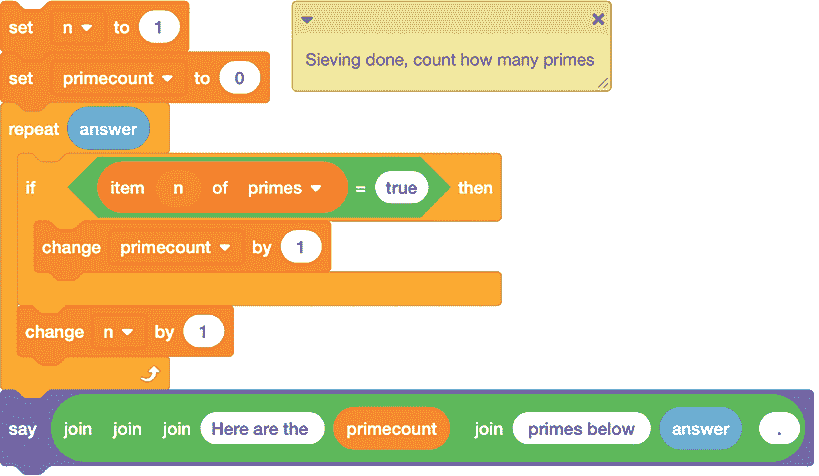 set n to 1
Sieving done, count how many primes
set primecount to 0
repeat answer
if item n of primes = true then
change primecount by 1
change n by 1
say join join join Here are the primecount join primes below answer .